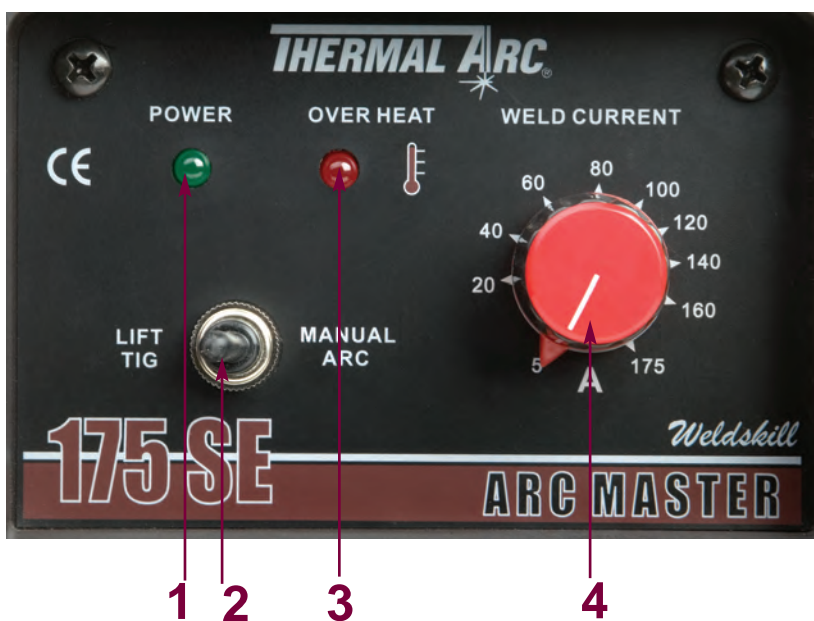 THERMAL ARC®
POWER
OVER HEAT
WELD CURRENT
CE
5
20
40
60
80
100
120
140
160
175
A
LIFT
TIG
MANUAL
ARC
175 SE
Weldskill
ARC MASTER
1
2
3
4